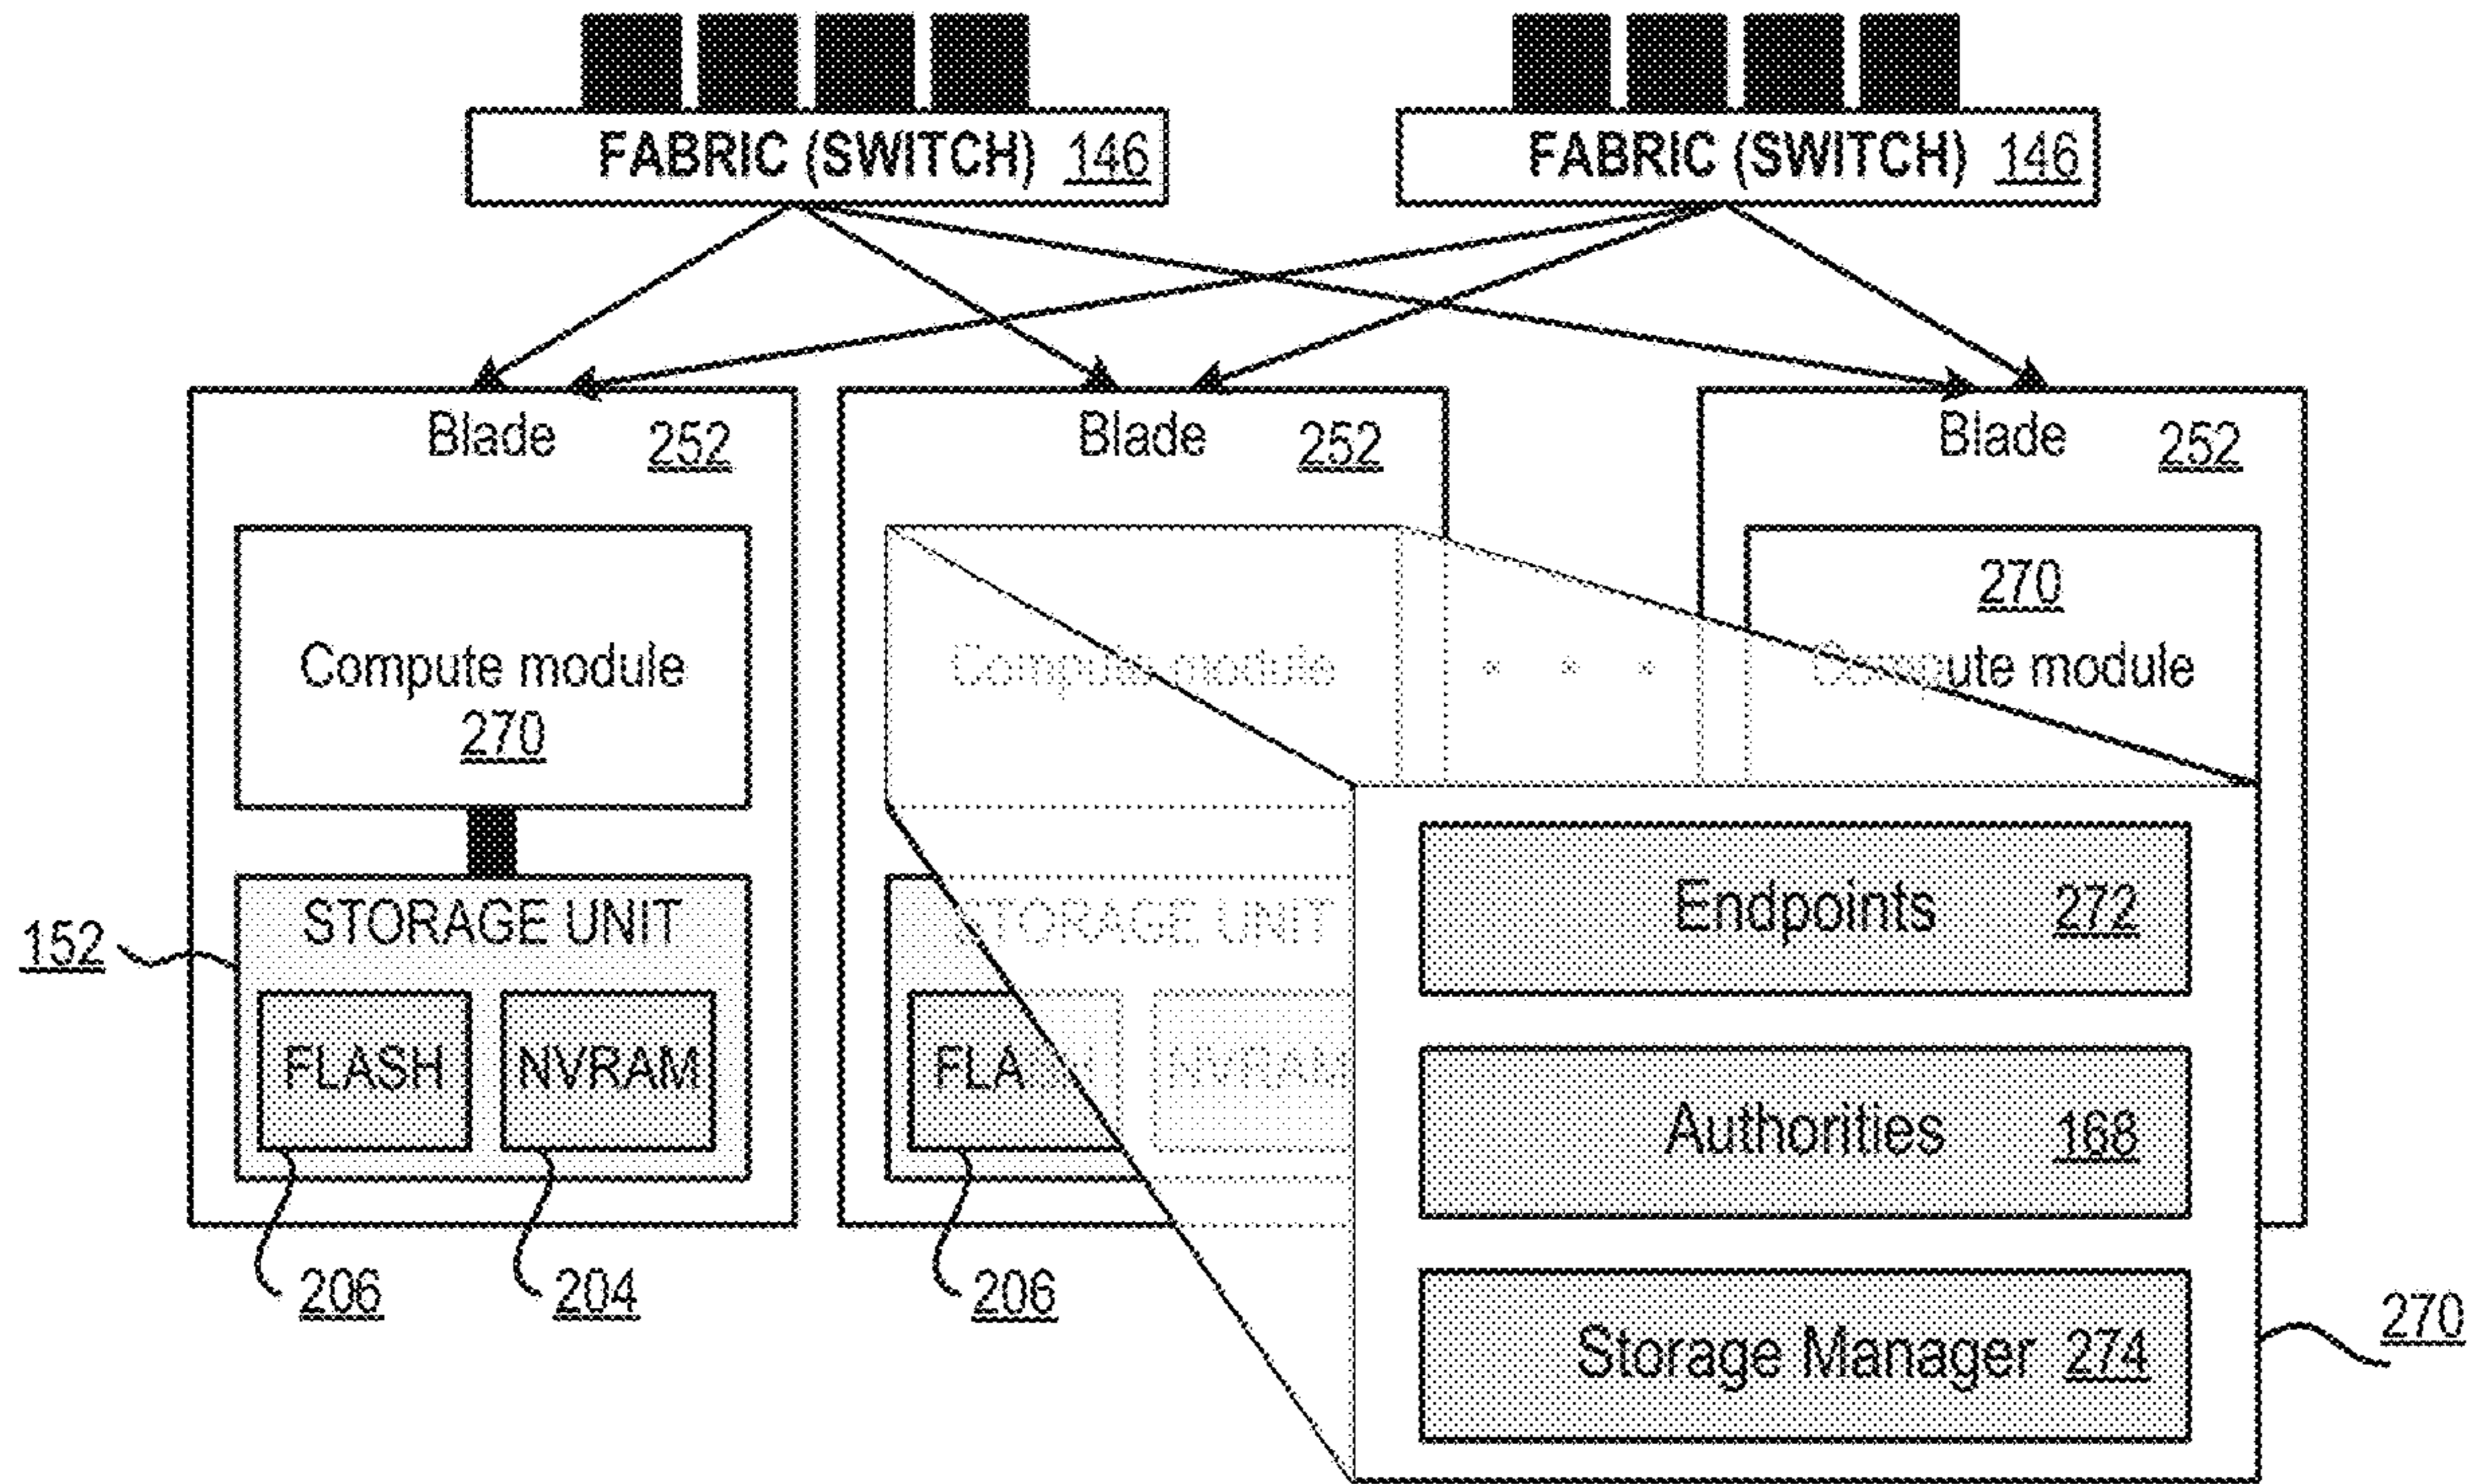 FABRIC (SWITCH) 146
FABRIC (SWITCH) 146
Blade 252
Blade 252
Blade 252
Compute module
270
Compute module
270
Compute module
. . .
STORAGE UNIT
152
FLASH
NVRAM
206
204
STORAGE UNIT
FLASH
NVRAM
206
Endpoints 272
Authorities 168
Storage Manager 274
270